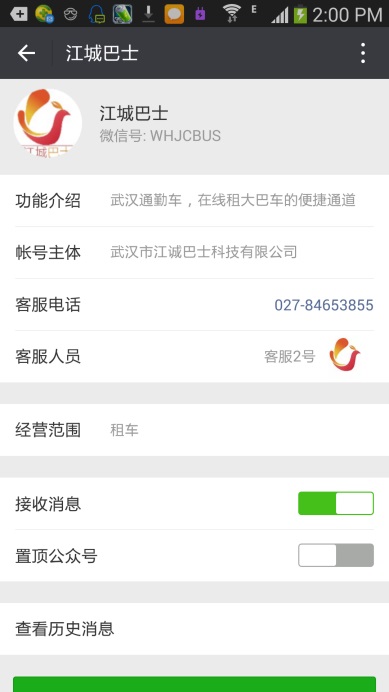 E 2:00 PM
江城巴士
江城巴士
微信号: WHJCBUS
江城巴士
功能介绍 武汉通勤车，在线租大巴车的便捷通道
帐号主体 武汉市江诚巴士科技有限公司
客服电话 027-84653855
客服人员 客服2号
经营范围 租车
接收消息
置顶公众号
查看历史消息